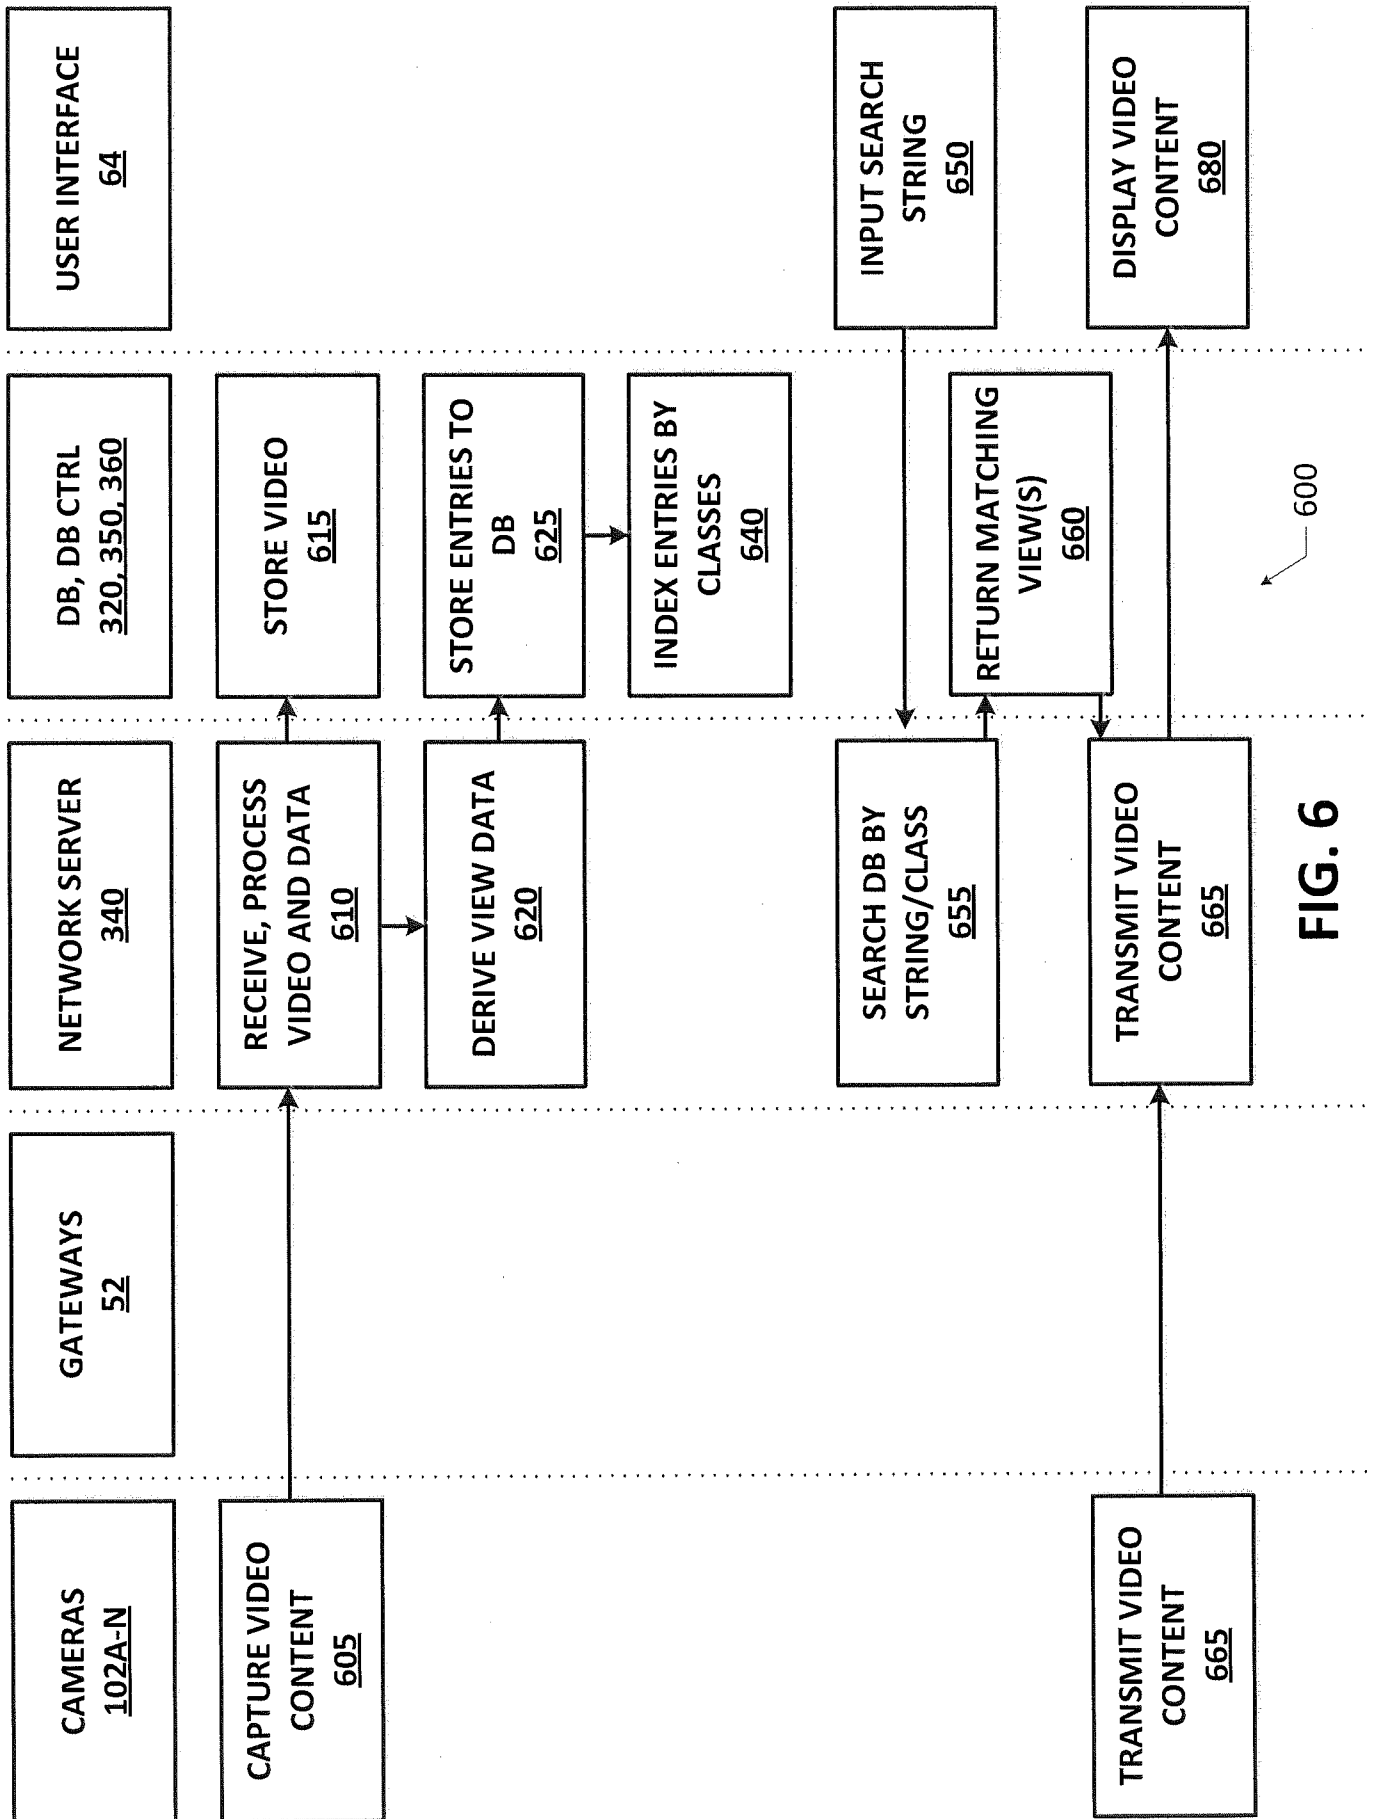 CAMERAS
102A-N
GATEWAYS
52
NETWORK SERVER
340
DB, DB CTRL
320, 350, 360
USER INTERFACE
64
CAPTURE VIDEO
CONTENT
605
RECEIVE, PROCESS
VIDEO AND DATA
610
STORE VIDEO
615
DERIVE VIEW DATA
620
STORE ENTRIES TO
DB
625
INDEX ENTRIES BY
CLASSES
640
INPUT SEARCH
STRING
650
SEARCH DB BY
STRING/CLASS
655
RETURN MATCHING
VIEW(S)
660
TRANSMIT VIDEO
CONTENT
665
TRANSMIT VIDEO
CONTENT
665
DISPLAY VIDEO
CONTENT
680
600
FIG. 6